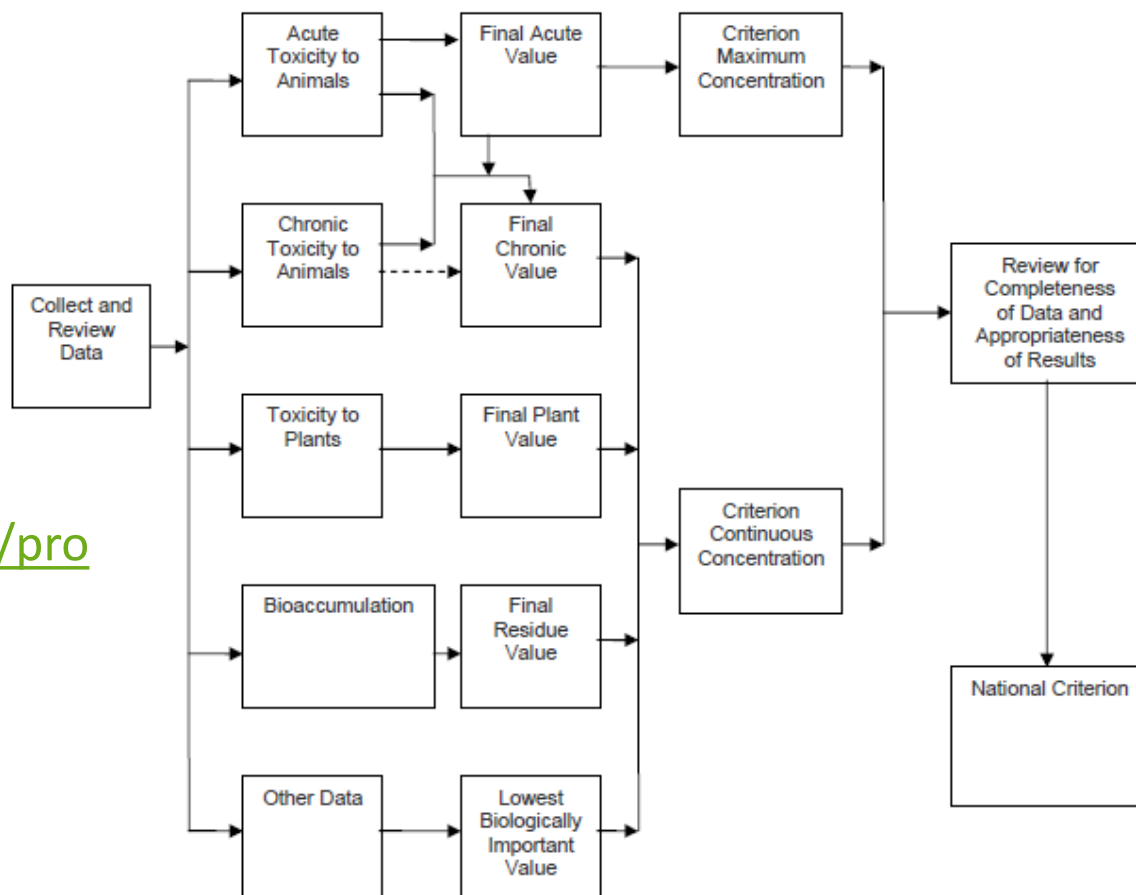 Acute
Toxicity to
Animals
Final Acute
Value
Criterion
Maximum
Concentration
Chronic
Toxicity to
Animals
Final
Chronic
Value
Review for
Completeness
of Data and
Appropriateness
of Results
Collect and
Review
Data
Toxicity to
Plants
Final Plant
Value
/pro
Criterion
Continuous
Concentration
Bioaccumulation
Final
Residue
Value
National Criterion
Other Data
Lowest
Biologically
Important
Value